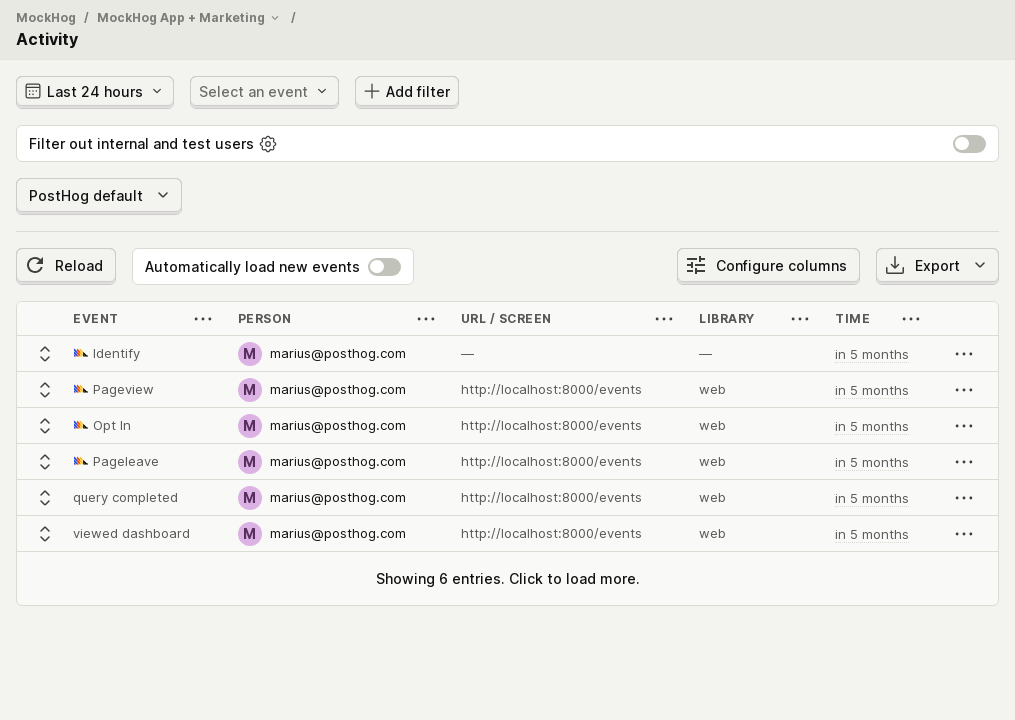 MockHog / MockHog App + Marketing /
Activity
Last 24 hours Select an event Add filter
Filter out internal and test users
PostHog default
Reload Automatically load new events Configure columns Export
EVENT PERSON URL / SCREEN LIBRARY TIME
Identify M marius@posthog.com — — in 5 months
Pageview M marius@posthog.com http://localhost:8000/events web in 5 months
Opt In M marius@posthog.com http://localhost:8000/events web in 5 months
Pageleave M marius@posthog.com http://localhost:8000/events web in 5 months
query completed M marius@posthog.com http://localhost:8000/events web in 5 months
viewed dashboard M marius@posthog.com http://localhost:8000/events web in 5 months
Showing 6 entries. Click to load more.